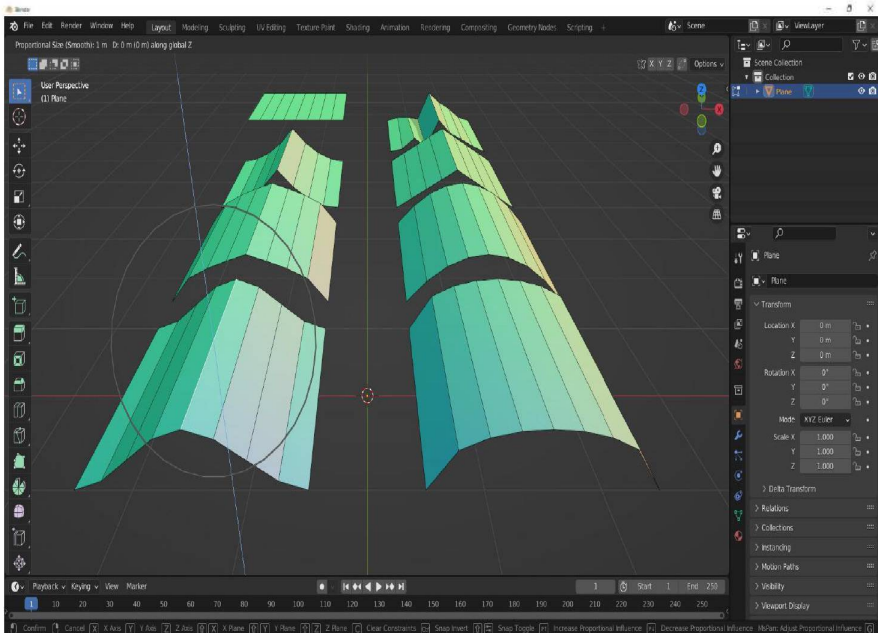 Blender
File Edit Render Window Help Layout Modeling Sculpting UV Editing Texture Paint Shading Animation Rendering Compositing Geometry Nodes Scripting + Scene ViewLayer
Proportional Size (Smooth): 1 m D: 0 m (0 m) along global Z
X Y Z Options
User Perspective
(1) Plane
Z
X
Scene Collection
Collection
Plane
Plane
Plane
Transform
Location X 0 m
Y 0 m
Z 0 m
Rotation X 0°
Y 0°
Z 0°
Mode XYZ Euler
Scale X 1.000
Y 1.000
Z 1.000
Delta Transform
Relations
Collections
Instancing
Motion Paths
Visibility
Viewport Display
Playback Keying View Marker 1 Start 1 End 250
1 10 20 30 40 50 60 70 80 90 100 110 120 130 140 150 160 170 180 190 200 210 220 230 240 250
Confirm Cancel X X Axis Y Y Axis Z Z Axis X X Plane Y Y Plane Z Z Plane C Clear Constraints Snap Invert Snap Toggle Increase Proportional Influence Decrease Proportional Influence MsPan: Adjust Proportional Influence G